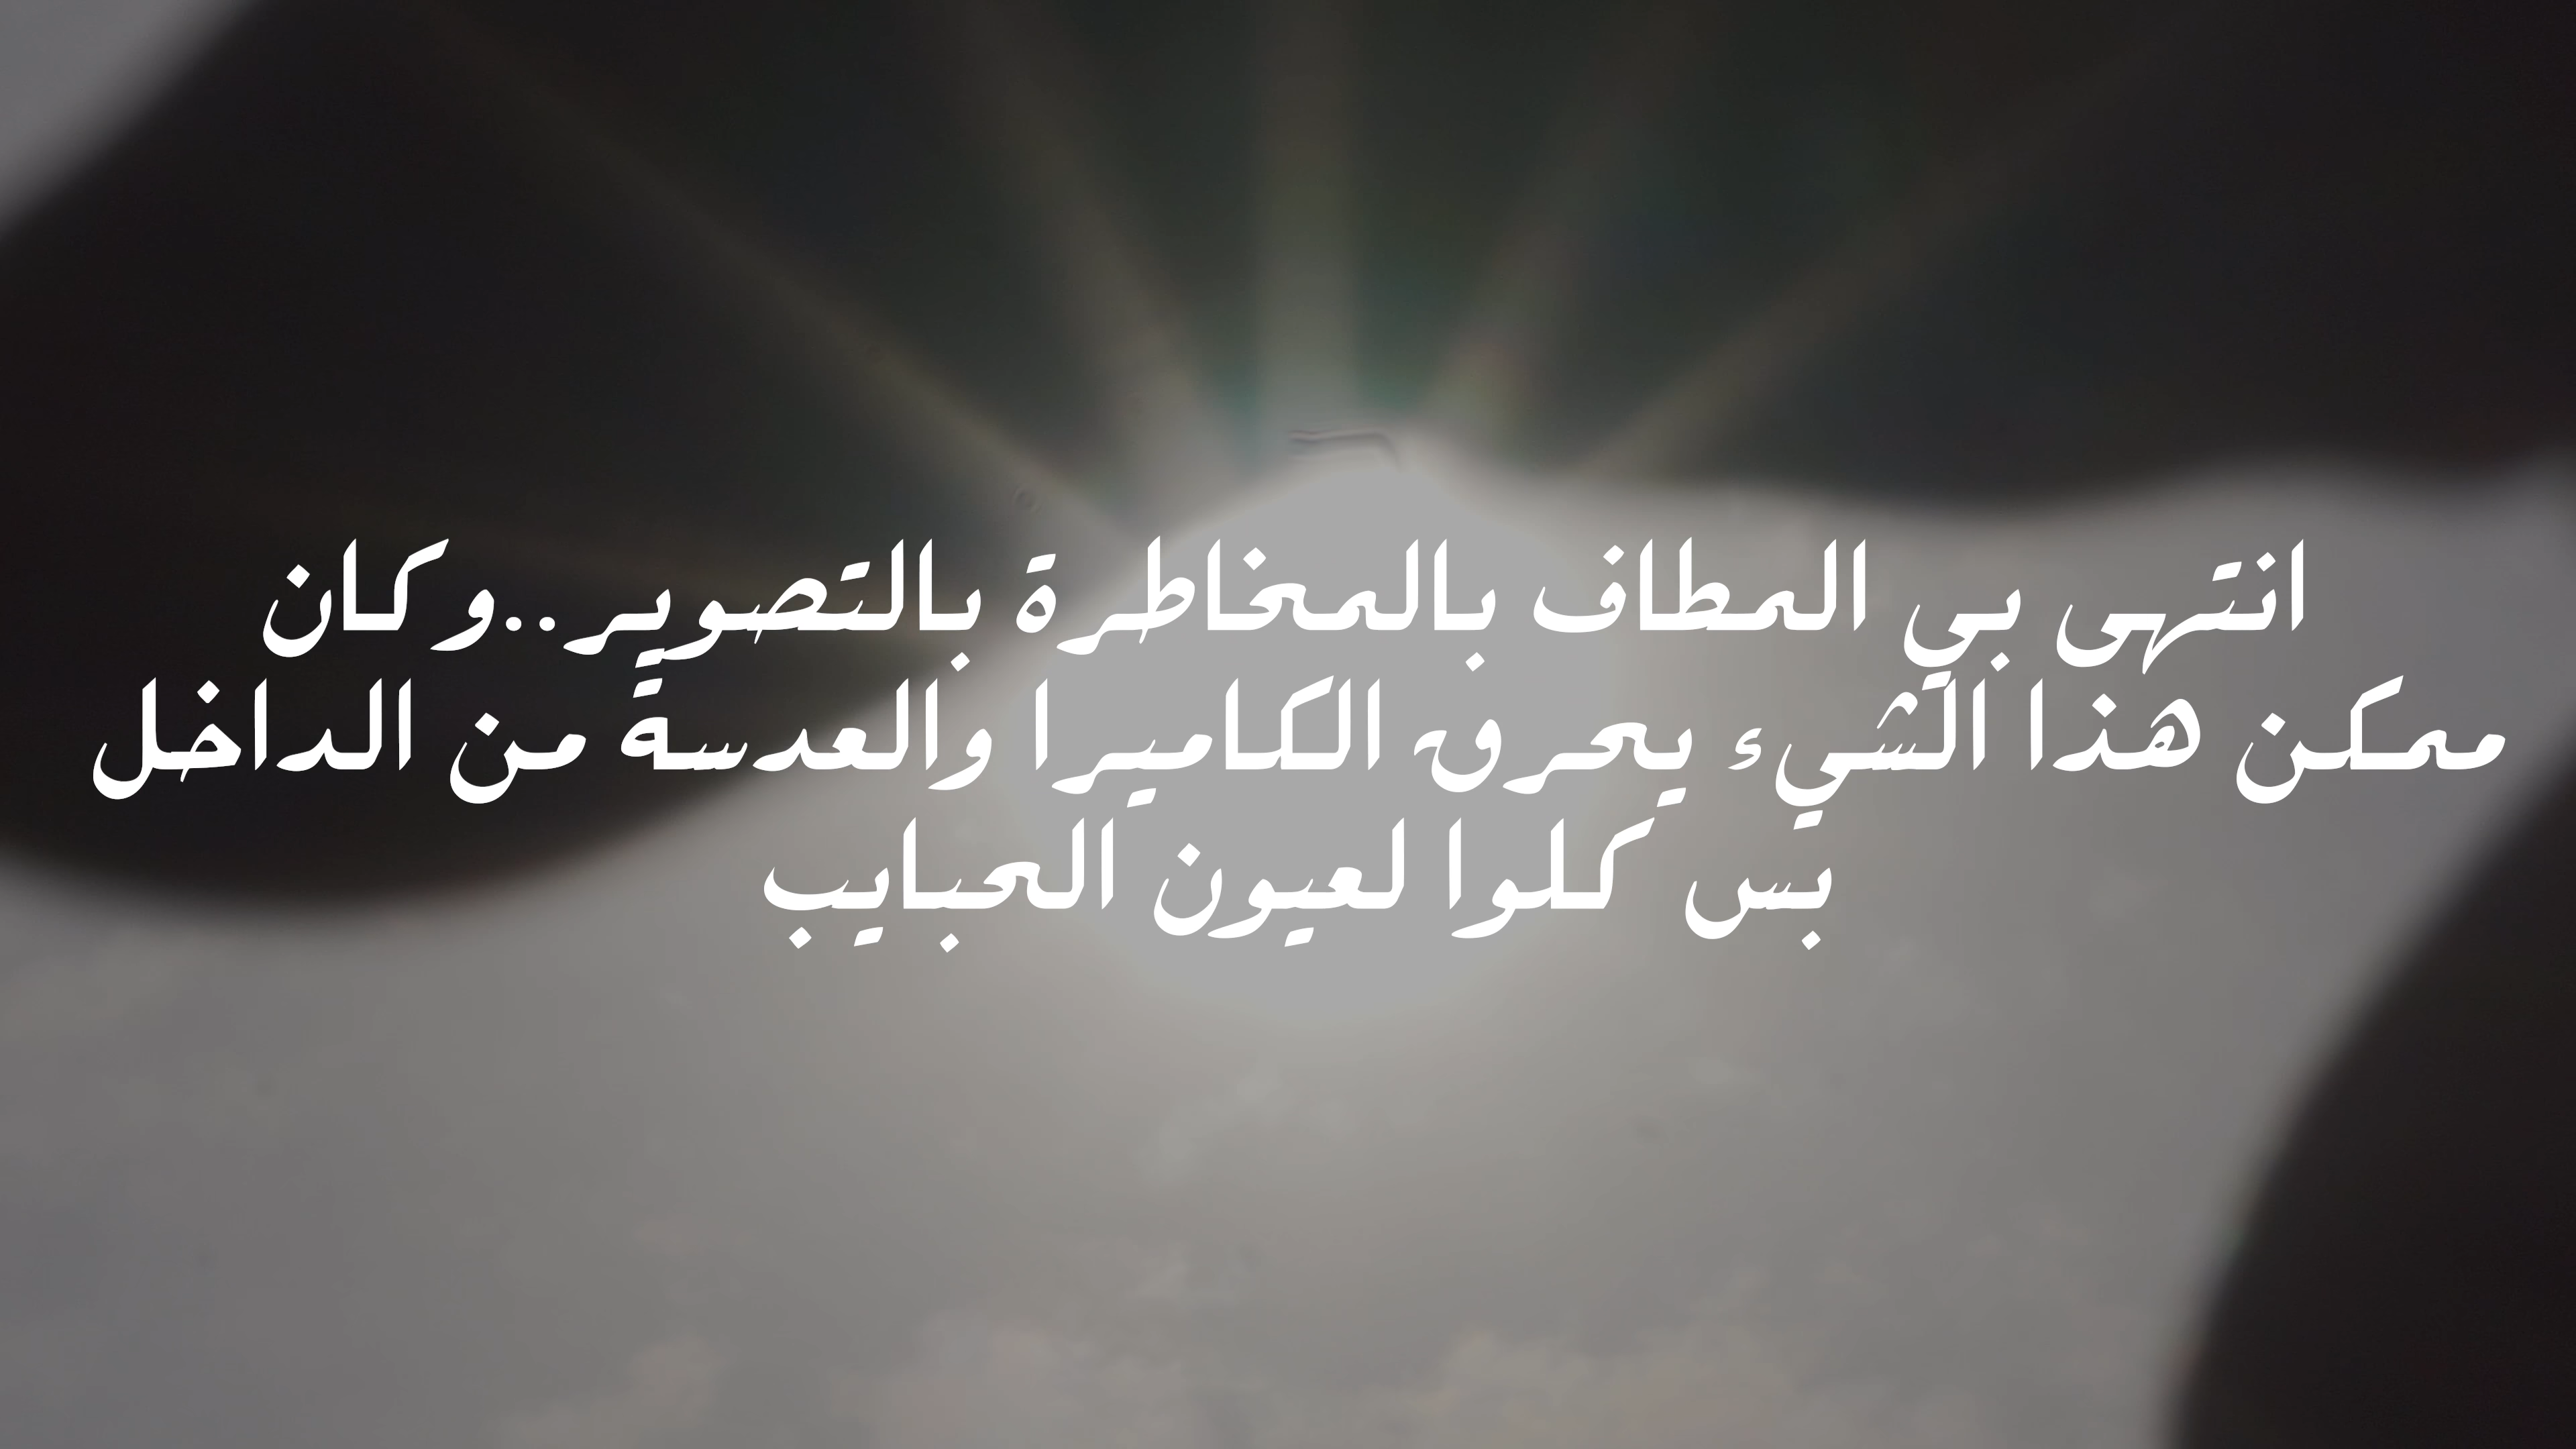 انتهى بي المطاف بالمخاطرة بالتصوير..وكان
ممكن هذا الشيء يحرق الكاميرا والعدسة من الداخل
بس كلوا لعيون الحبايب